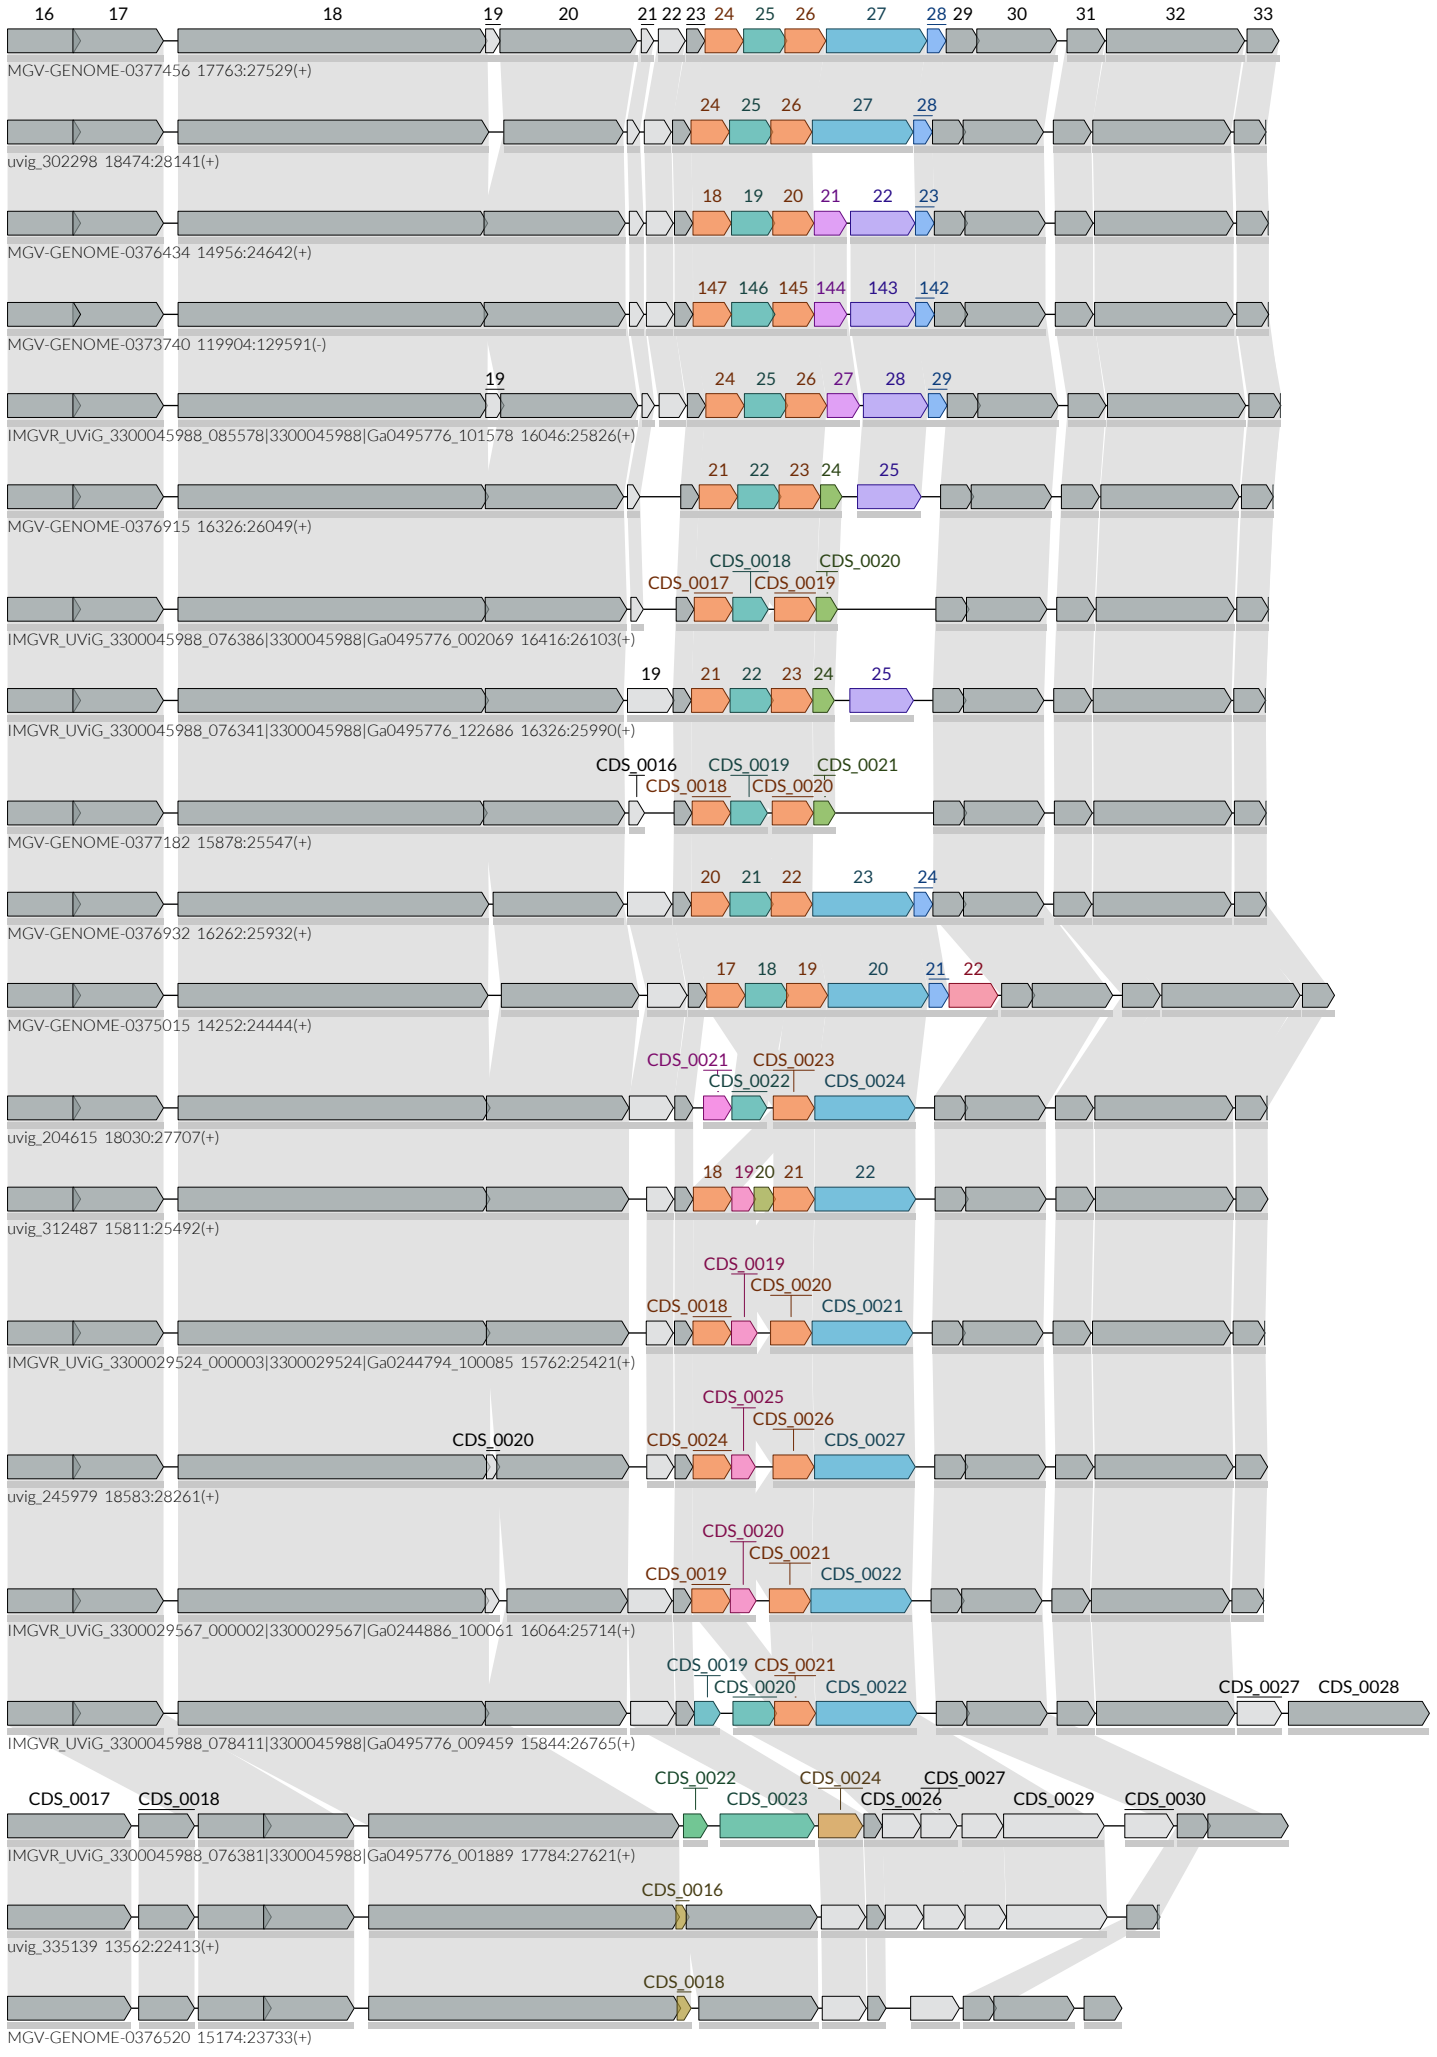 16 17 18 19 20 21 22 23 24 25 26 27 28 29 30 31 32 33
MGV-GENOME-0377456 17763:27529(+)
24 25 26 27 28
uvig_302298 18474:28141(+)
18 19 20 21 22 23
MGV-GENOME-0376434 14956:24642(+)
147 146 145 144 143 142
MGV-GENOME-0373740 119904:129591(-)
19 24 25 26 27 28 29
IMGVR_UViG_3300045988_085578|3300045988|Ga0495776_101578 16046:25826(+)
21 22 23 24 25
MGV-GENOME-0376915 16326:26049(+)
CDS_0018 CDS_0020
CDS_0017 CDS_0019
IMGVR_UViG_3300045988_076386|3300045988|Ga0495776_002069 16416:26103(+)
19 21 22 23 24 25
IMGVR_UViG_3300045988_076341|3300045988|Ga0495776_122686 16326:25990(+)
CDS_0016 CDS_0019 CDS_0021
CDS_0018 CDS_0020
MGV-GENOME-0377182 15878:25547(+)
20 21 22 23 24
MGV-GENOME-0376932 16262:25932(+)
17 18 19 20 21 22
MGV-GENOME-0375015 14252:24444(+)
CDS_0021 CDS_0023
CDS_0022 CDS_0024
uvig_204615 18030:27707(+)
18 19 20 21 22
uvig_312487 15811:25492(+)
CDS_0019
CDS_0020
CDS_0018 CDS_0021
IMGVR_UViG_3300029524_000003|3300029524|Ga0244794_100085 15762:25421(+)
CDS_0025
CDS_0026
CDS_0020 CDS_0024 CDS_0027
uvig_245979 18583:28261(+)
CDS_0020
CDS_0021
CDS_0019 CDS_0022
IMGVR_UViG_3300029567_000002|3300029567|Ga0244886_100061 16064:25714(+)
CDS_0019 CDS_0021
CDS_0020 CDS_0022 CDS_0027 CDS_0028
IMGVR_UViG_3300045988_078411|3300045988|Ga0495776_009459 15844:26765(+)
CDS_0022 CDS_0024 CDS_0027
CDS_0017 CDS_0018 CDS_0023 CDS_0026 CDS_0029 CDS_0030
IMGVR_UViG_3300045988_076381|3300045988|Ga0495776_001889 17784:27621(+)
CDS_0016
uvig_335139 13562:22413(+)
CDS_0018
MGV-GENOME-0376520 15174:23733(+)